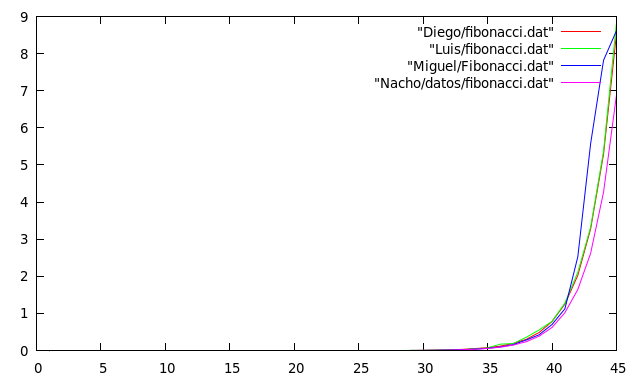 9
"Diego/fibonacci.dat"
"Luis/fibonacci.dat"
8
"Miguel/Fibonacci.dat"
"Nacho/datos/fibonacci.dat"
7
6
5
4
3
2
1
0
0 5 10 15 20 25 30 35 40 45